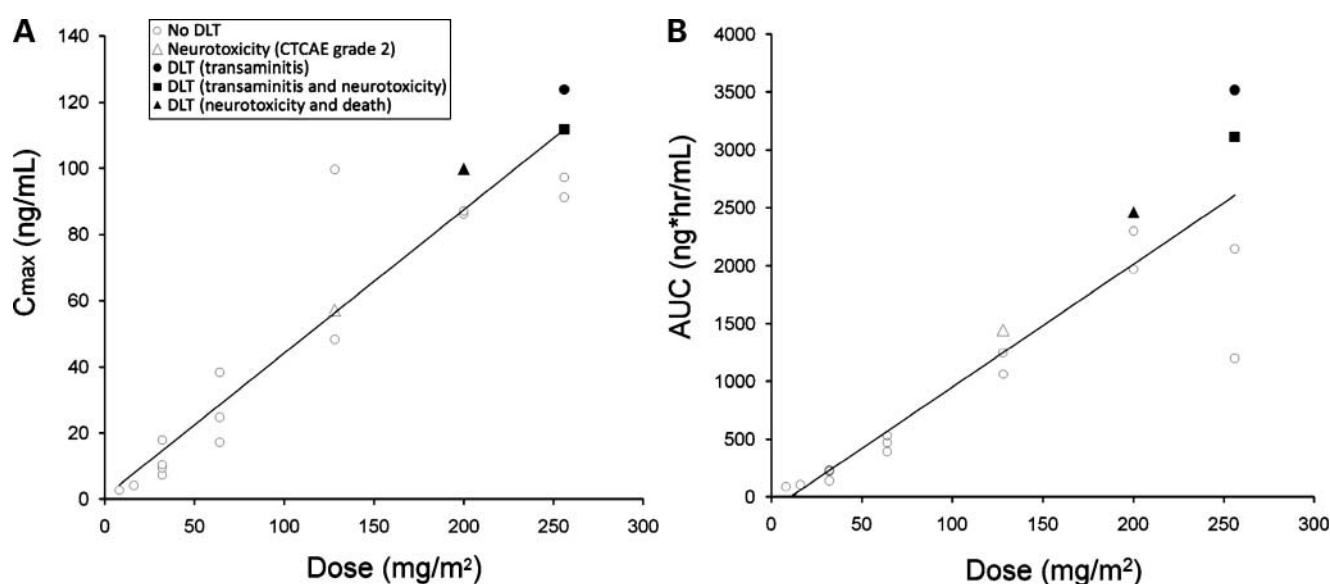 A
Cmax (ng/mL)
140
120
100
80
60
40
20
0
○ No DLT
△ Neurotoxicity (CTCAE grade 2)
● DLT (transaminitis)
■ DLT (transaminitis and neurotoxicity)
▲ DLT (neurotoxicity and death)
0 50 100 150 200 250 300
Dose (mg/m²)
B
AUC (ng*hr/mL)
4000
3500
3000
2500
2000
1500
1000
500
0
0 50 100 150 200 250 300
Dose (mg/m²)